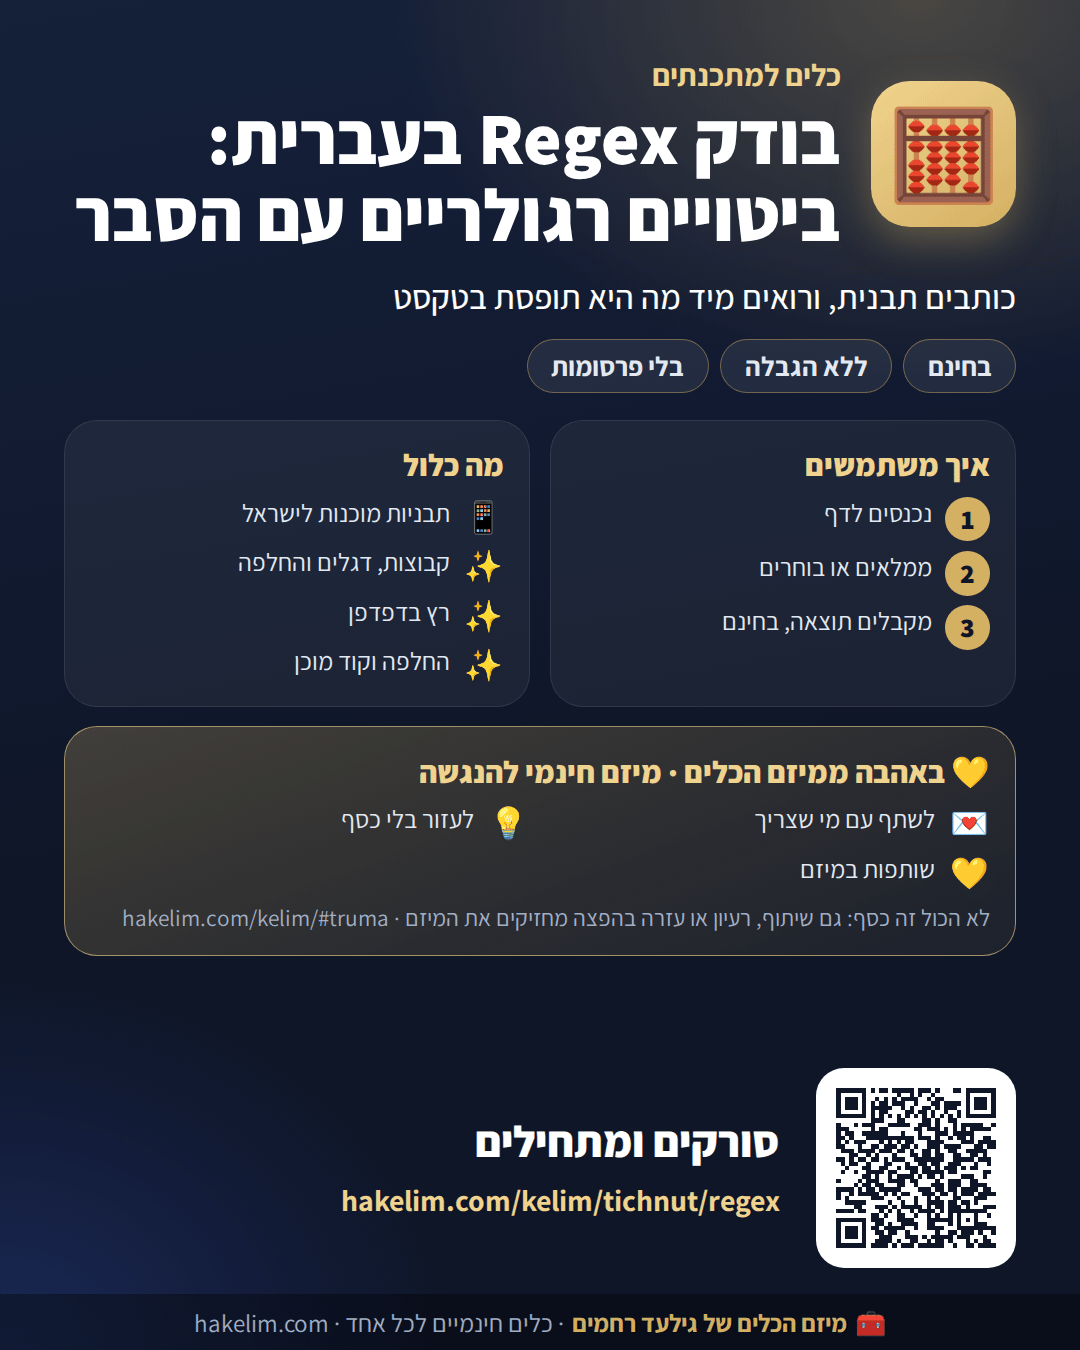 כלים למתכנתים
בודק Regex בעברית:
ביטויים רגולריים עם הסבר
כותבים תבנית, ורואים מיד מה היא תופסת בטקסט
בחינם
ללא הגבלה
בלי פרסומות
איך משתמשים
1 נכנסים לדף
2 ממלאים או בוחרים
3 מקבלים תוצאה, בחינם
מה כלול
תבניות מוכנות לישראל
קבוצות, דגלים והחלפה
רץ בדפדפן
החלפה וקוד מוכן
באהבה ממיזם הכלים · מיזם חינמי להנגשה
לשתף עם מי שצריך
לעזור בלי כסף
שותפות במיזם
לא הכול זה כסף: גם שיתוף, רעיון או עזרה בהפצה מחזיקים את המיזם · hakelim.com/kelim/#truma
סורקים ומתחילים
hakelim.com/kelim/tichnut/regex
מיזם הכלים של גילעד רחמים · כלים חינמיים לכל אחד · hakelim.com